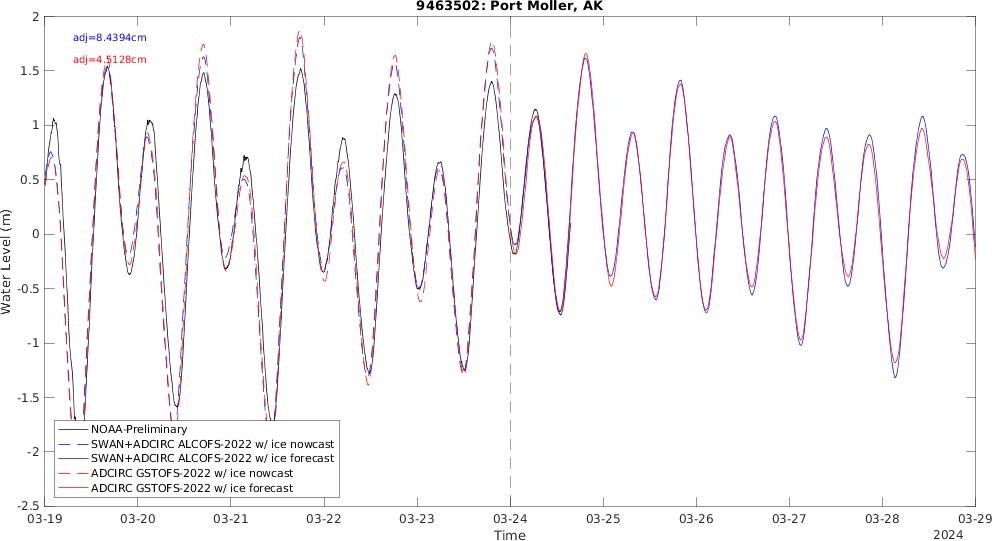 9463502: Port Moller, AK
adj=8.4394cm
adj=4.5128cm
Water Level (m)
2
1.5
1
0.5
0
-0.5
-1
-1.5
-2
-2.5
NOAA-Preliminary
SWAN+ADCIRC ALCOFS-2022 w/ ice nowcast
SWAN+ADCIRC ALCOFS-2022 w/ ice forecast
ADCIRC GSTOFS-2022 w/ ice nowcast
ADCIRC GSTOFS-2022 w/ ice forecast
03-19 03-20 03-21 03-22 03-23 03-24 03-25 03-26 03-27 03-28 03-29
Time
2024